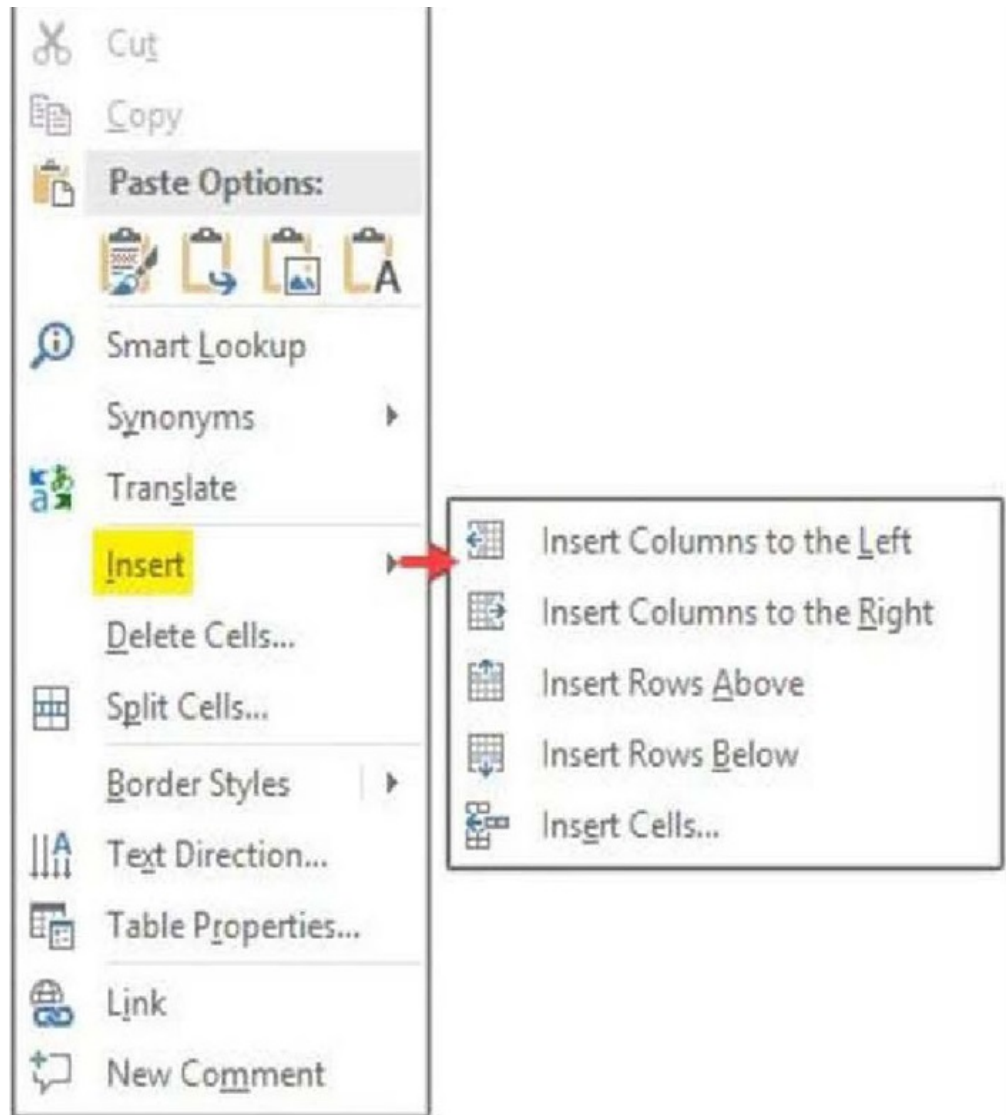 Cut
Copy
Paste Options:
A
Smart Lookup
Synonyms
Translate
Insert
Delete Cells...
Split Cells...
Border Styles
Text Direction...
Table Properties...
Link
New Comment
Insert Columns to the Left
Insert Columns to the Right
Insert Rows Above
Insert Rows Below
Insert Cells...